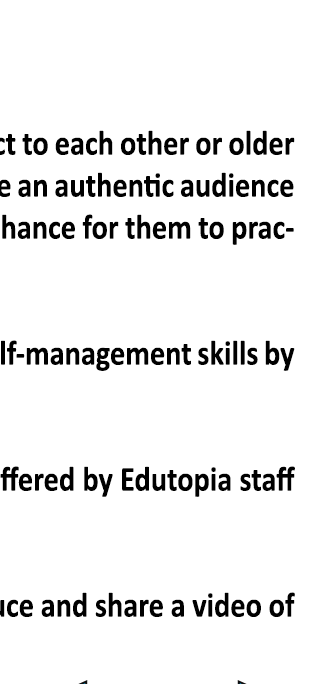 ct to each other or older
e an authentic audience
hance for them to prac-
lf-management skills by
ffered by Edutopia staff
uce and share a video of